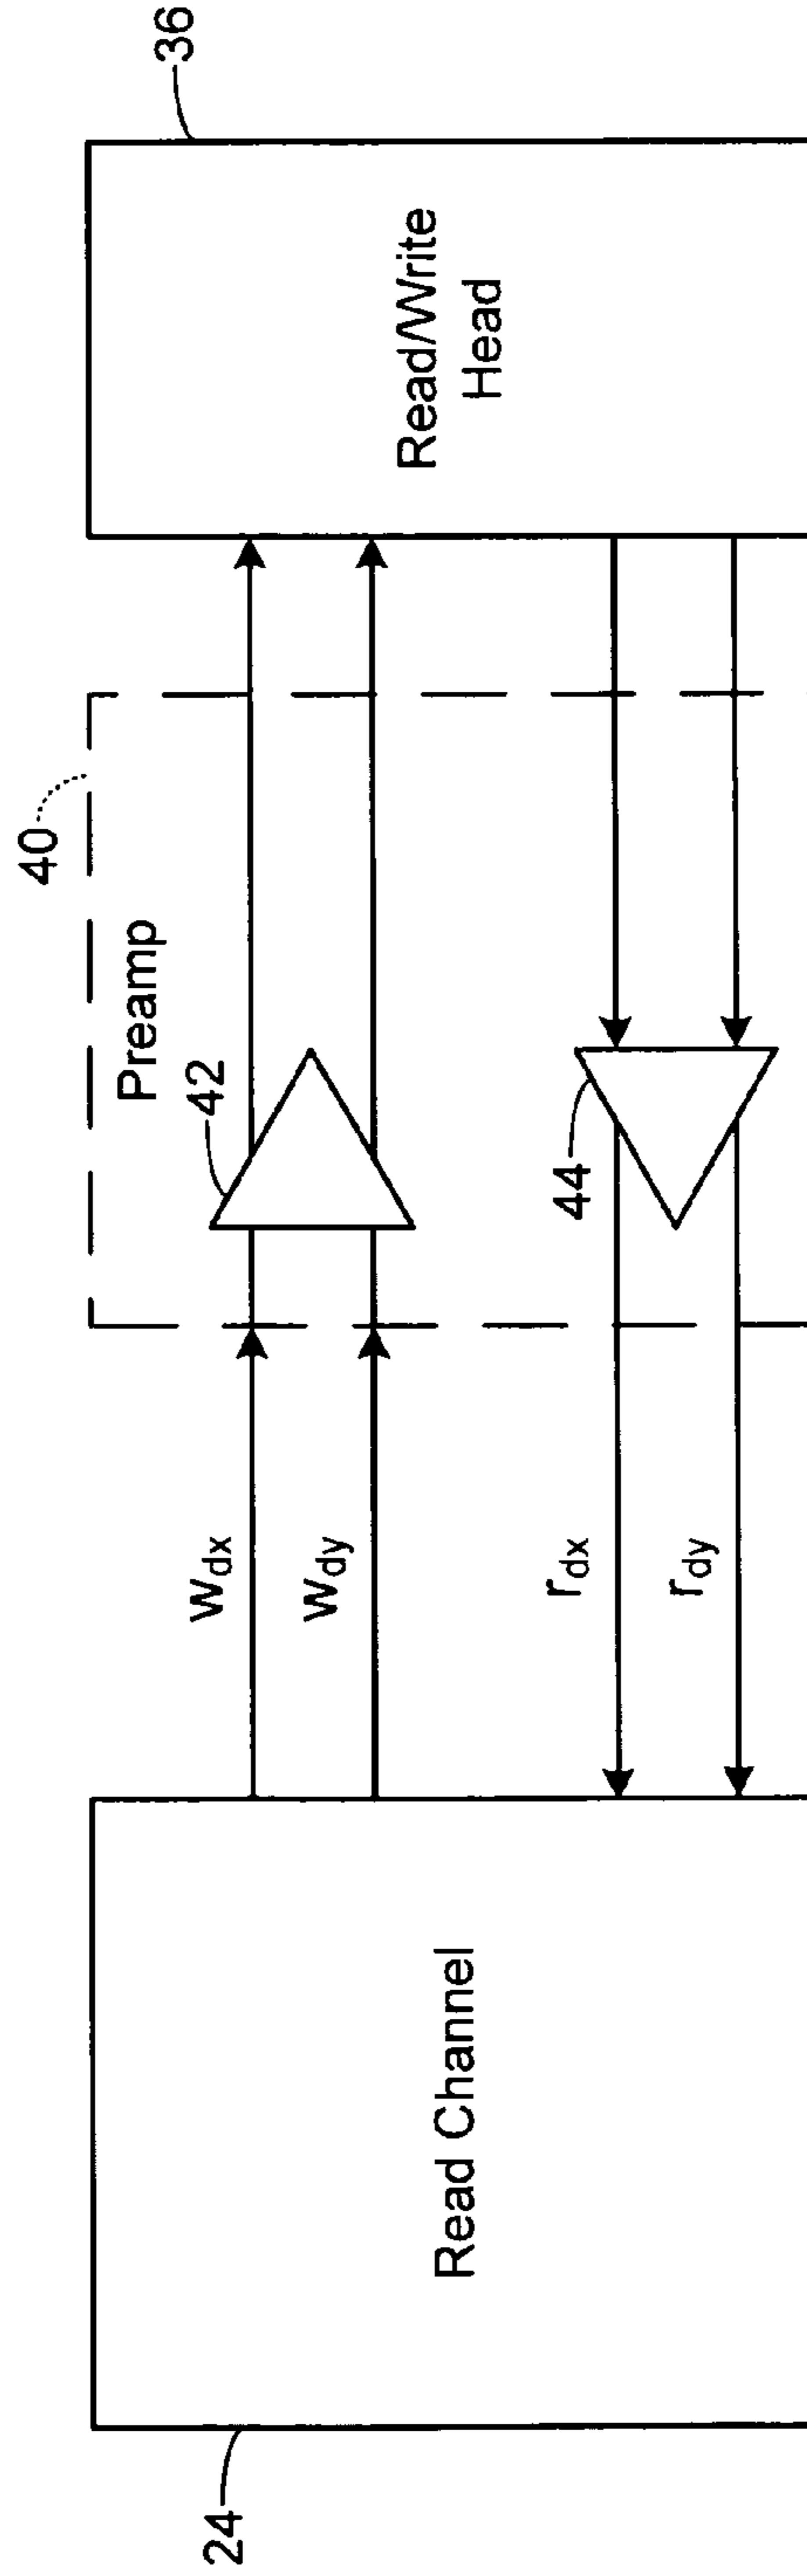 40
36
Preamp
42
w_dx
w_dy
Read/Write
Head
Read Channel
44
r_dx
r_dy
24